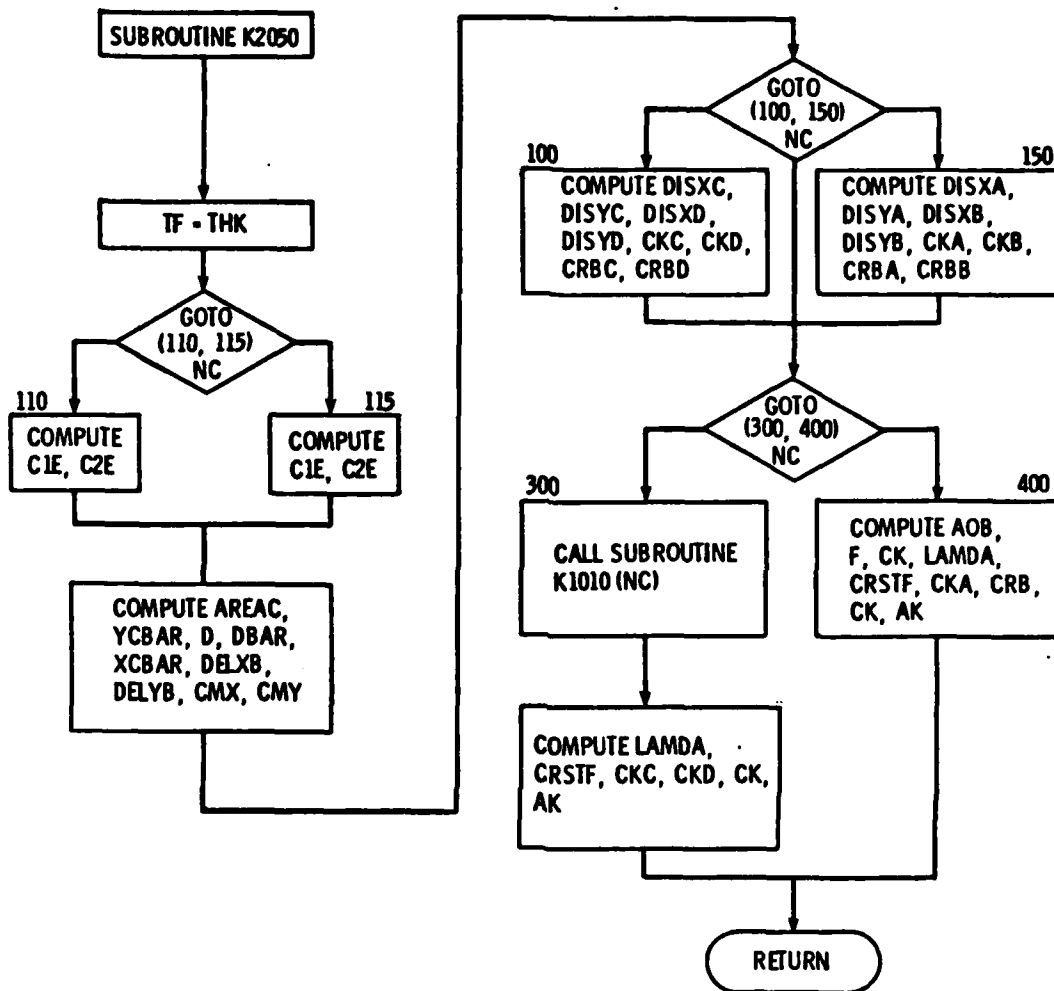 SUBROUTINE K2050
TF = THK
GOTO
(110, 115)
NC
110
COMPUTE
C1E, C2E
115
COMPUTE
C1E, C2E
COMPUTE AREAC,
YCBAR, D, DBAR,
XCBAR, DELXB,
DELYB, CMX, CMY
GOTO
(100, 150)
NC
100
COMPUTE DISXC,
DISYC, DISXD,
DISYD, CKC, CKD,
CRBC, CRBD
150
COMPUTE DISXA,
DISYA, DISXB,
DISYB, CKA, CKB,
CRBA, CRBB
GOTO
(300, 400)
NC
300
CALL SUBROUTINE
K1010 (NC)
COMPUTE LAMDA,
CRSTF, CKC, CKD, CK,
AK
400
COMPUTE AOB,
F, CK, LAMDA,
CRSTF, CKA, CRB,
CK, AK
RETURN